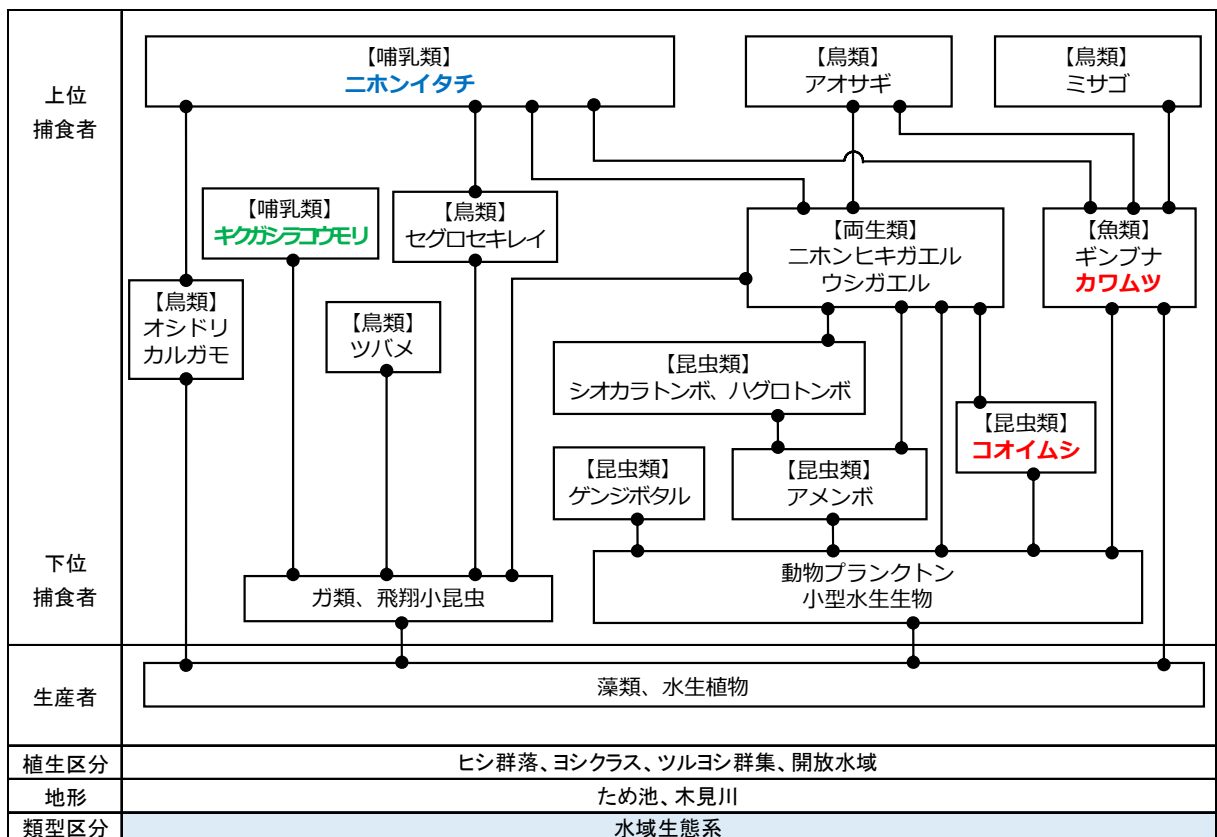 上位
捕食者
【哺乳類】
ニホンイタチ
【鳥類】
アオサギ
【鳥類】
ミサゴ
【哺乳類】
キクガシラコウモリ
【鳥類】
セグロセキレイ
【両生類】
ニホンヒキガエル
ウシガエル
【魚類】
ギンブナ
カワムツ
【鳥類】
オシドリ
カルガモ
【鳥類】
ツバメ
【昆虫類】
シオカラトンボ、ハグロトンボ
【昆虫類】
コオイムシ
【昆虫類】
ゲンジボタル
【昆虫類】
アメンボ
下位
捕食者
ガ類、飛翔小昆虫
動物プランクトン
小型水生生物
生産者
藻類、水生植物
植生区分
ヒシ群落、ヨシクラス、ツルヨシ群集、開放水域
地形
ため池、木見川
類型区分
水域生態系